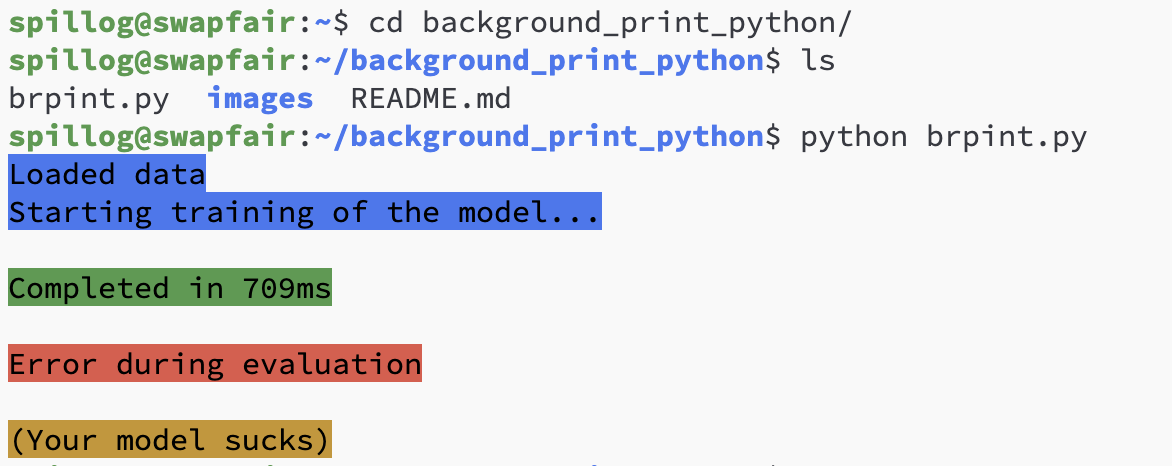 spillog@swapfair:~$ cd background_print_python/
spillog@swapfair:~/background_print_python$ ls
brpint.py  images  README.md
spillog@swapfair:~/background_print_python$ python brpint.py
Loaded data
Starting training of the model...
Completed in 709ms
Error during evaluation
(Your model sucks)